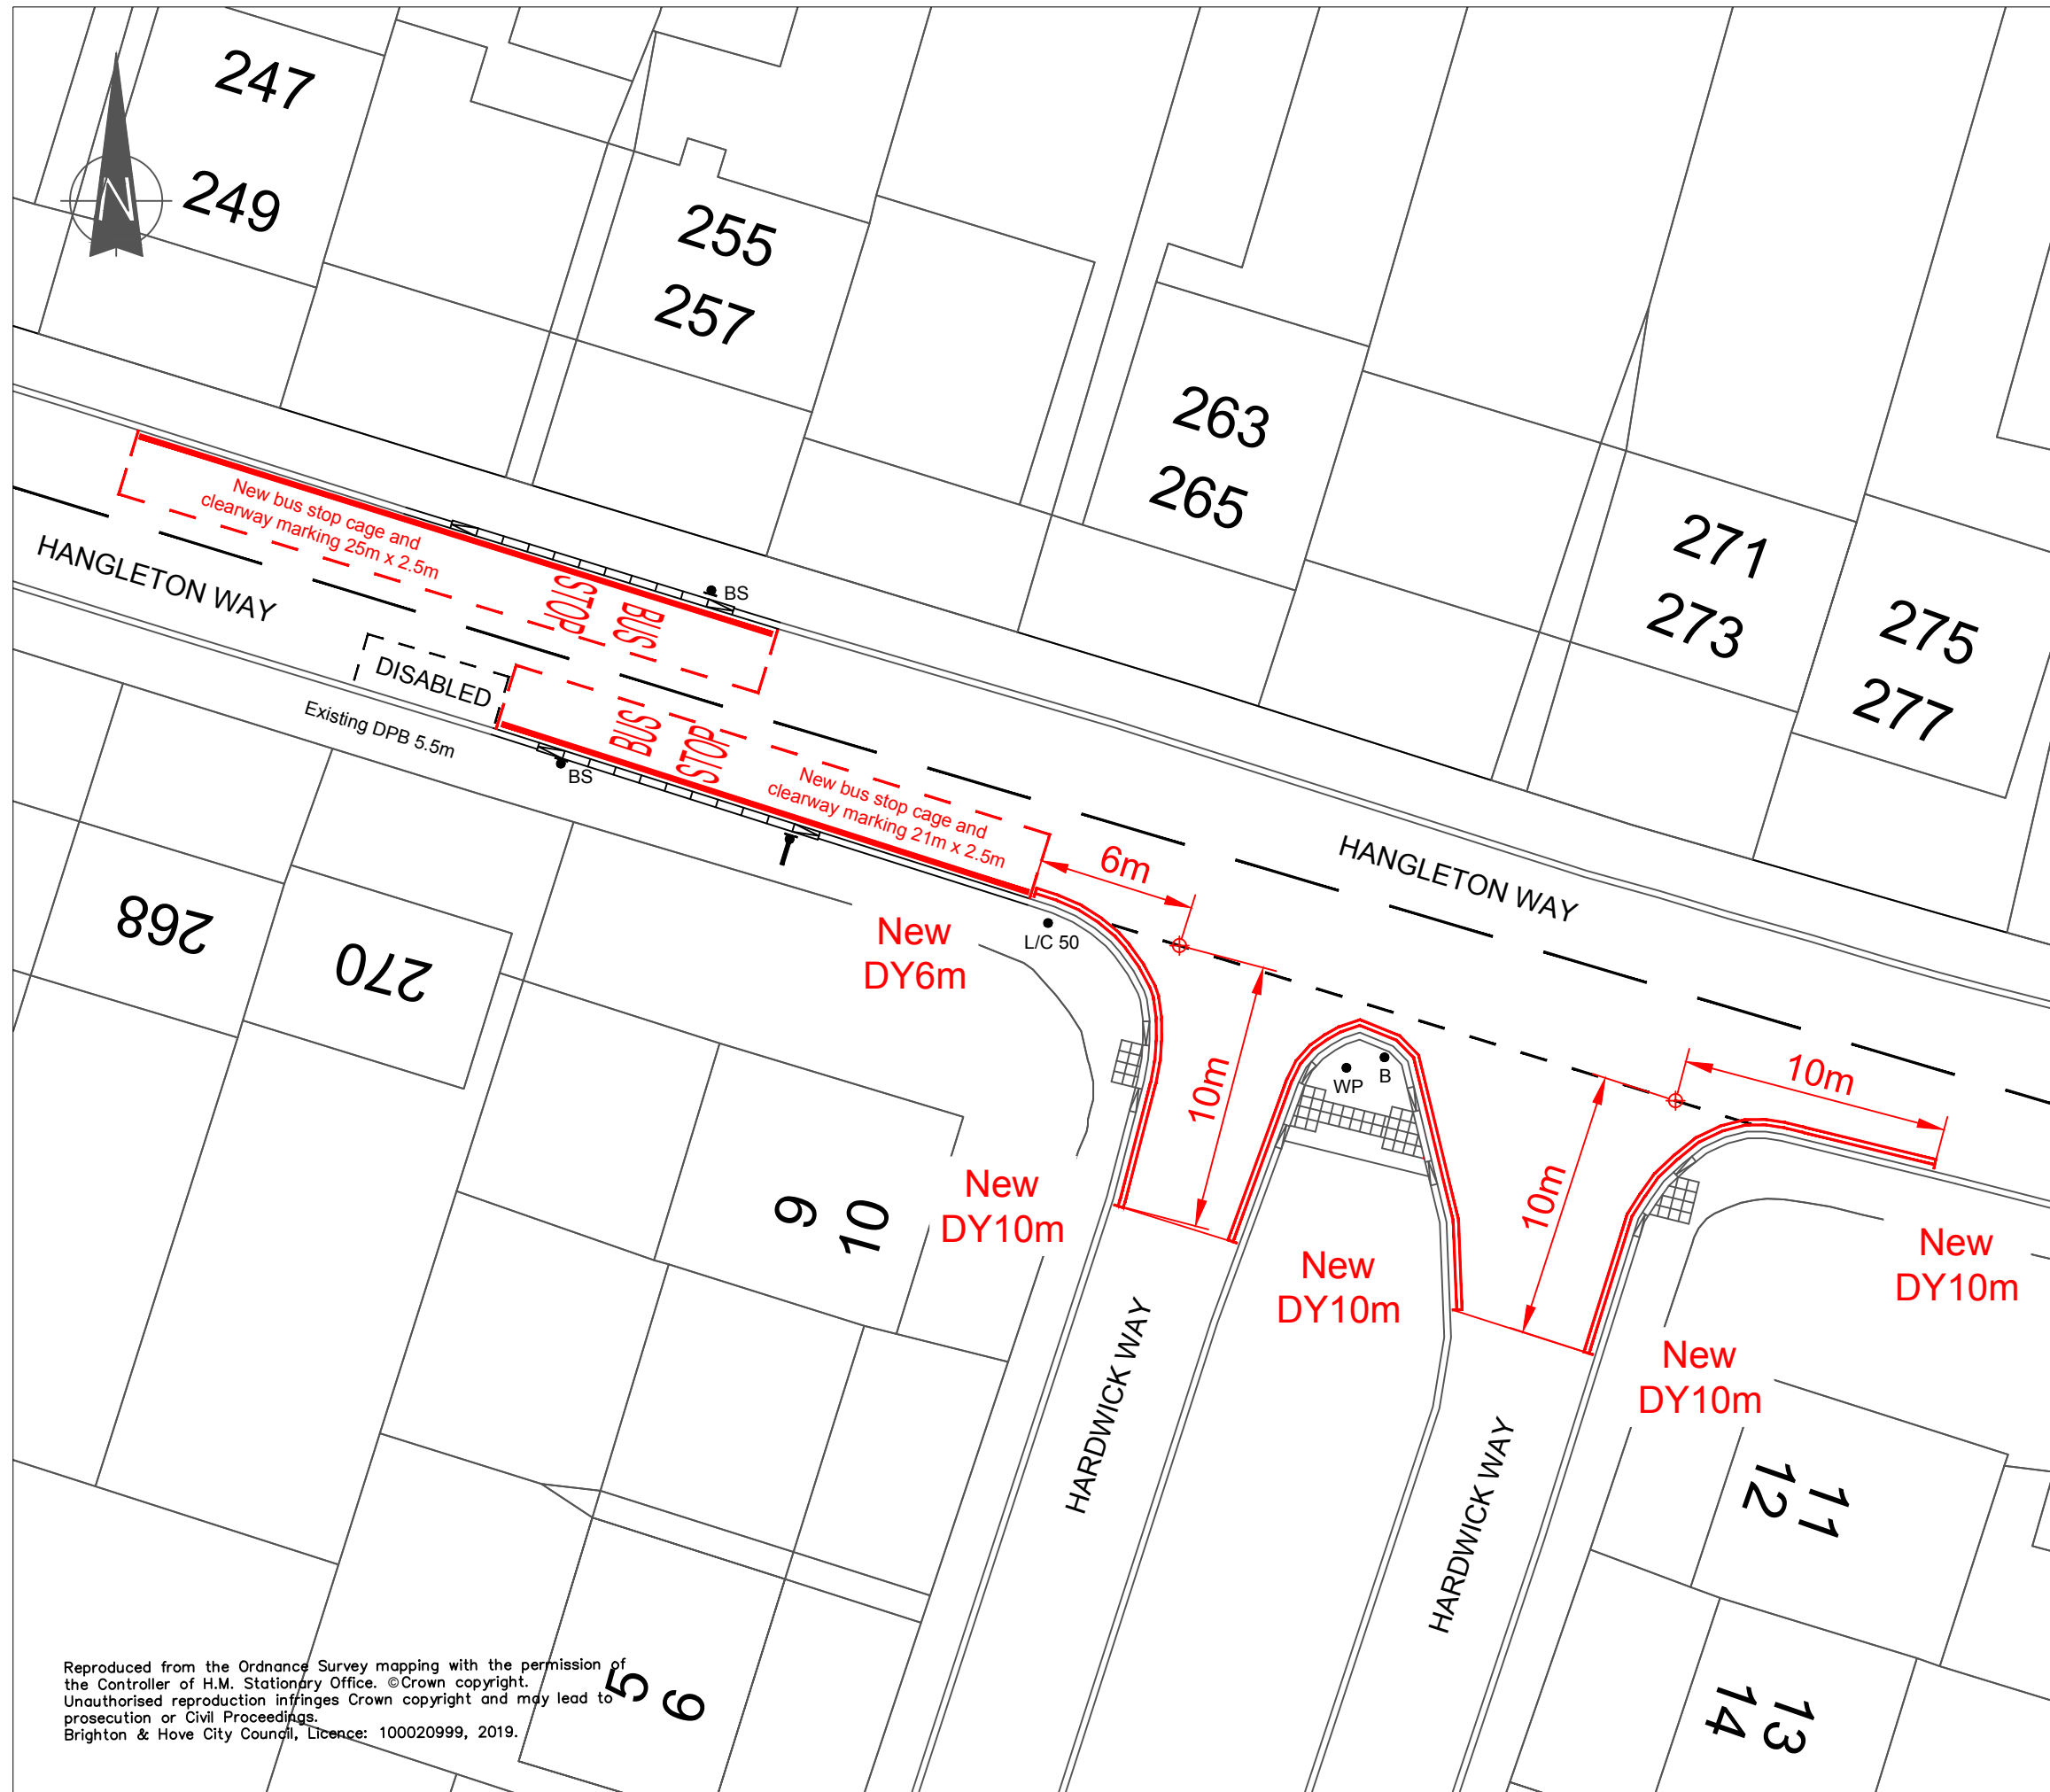 247
249
N
255
257
263
265
271
273
275
277
New bus stop cage and
clearway marking 25m x 2.5m
HANGLETON WAY
BUS
STOP
BS
DISABLED
Existing DPB 5.5m
BUS
STOP
BS
New bus stop cage and
clearway marking 21m x 2.5m
HANGLETON WAY
6m
268
270
New
DY6m
L/C 50
10m
WP
B
10m
10m
9
10
New
DY10m
New
DY10m
New
DY10m
New
DY10m
HARDWICK WAY
HARDWICK WAY
11
12
13
14
5
6
Reproduced from the Ordnance Survey mapping with the permission of
the Controller of H.M. Stationary Office. ©Crown copyright.
Unauthorised reproduction infringes Crown copyright and may lead to
prosecution or Civil Proceedings.
Brighton & Hove City Council, Licence: 100020999, 2019.